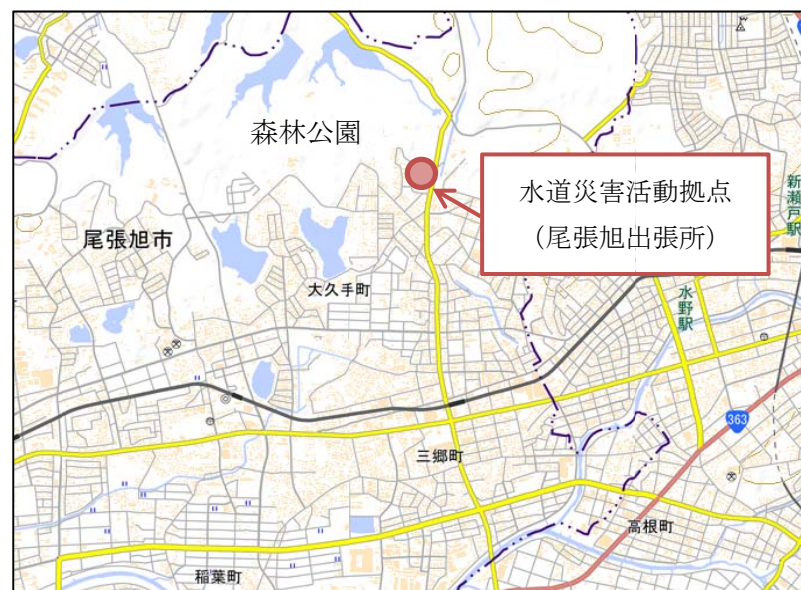 森林公園
水道災害活動拠点
（尾張旭出張所）
新瀬戸駅
尾張旭市
大久手町
水野駅
363
三郷町
高根町
稲葉町